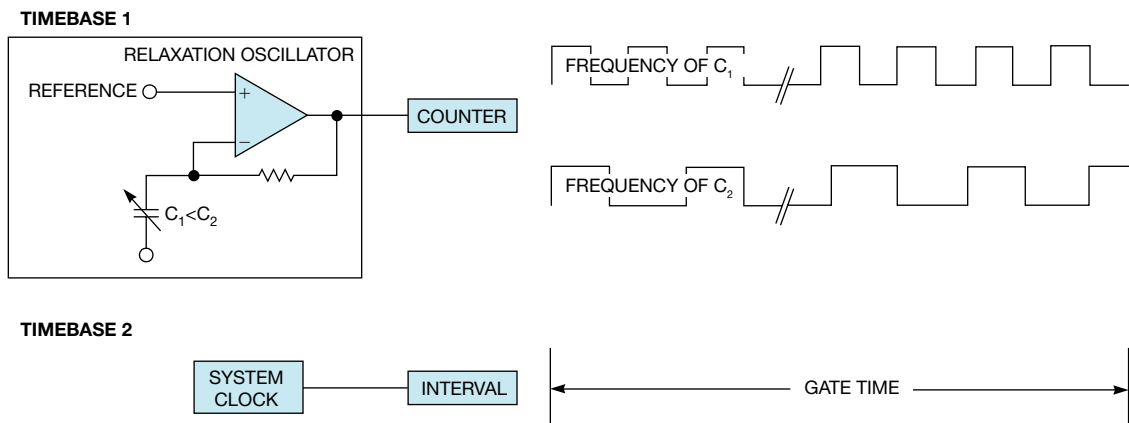 TIMEBASE 1
RELAXATION OSCILLATOR
REFERENCE
+
−
COUNTER
C₁<C₂
FREQUENCY OF C₁
FREQUENCY OF C₂
TIMEBASE 2
SYSTEM
CLOCK
INTERVAL
GATE TIME